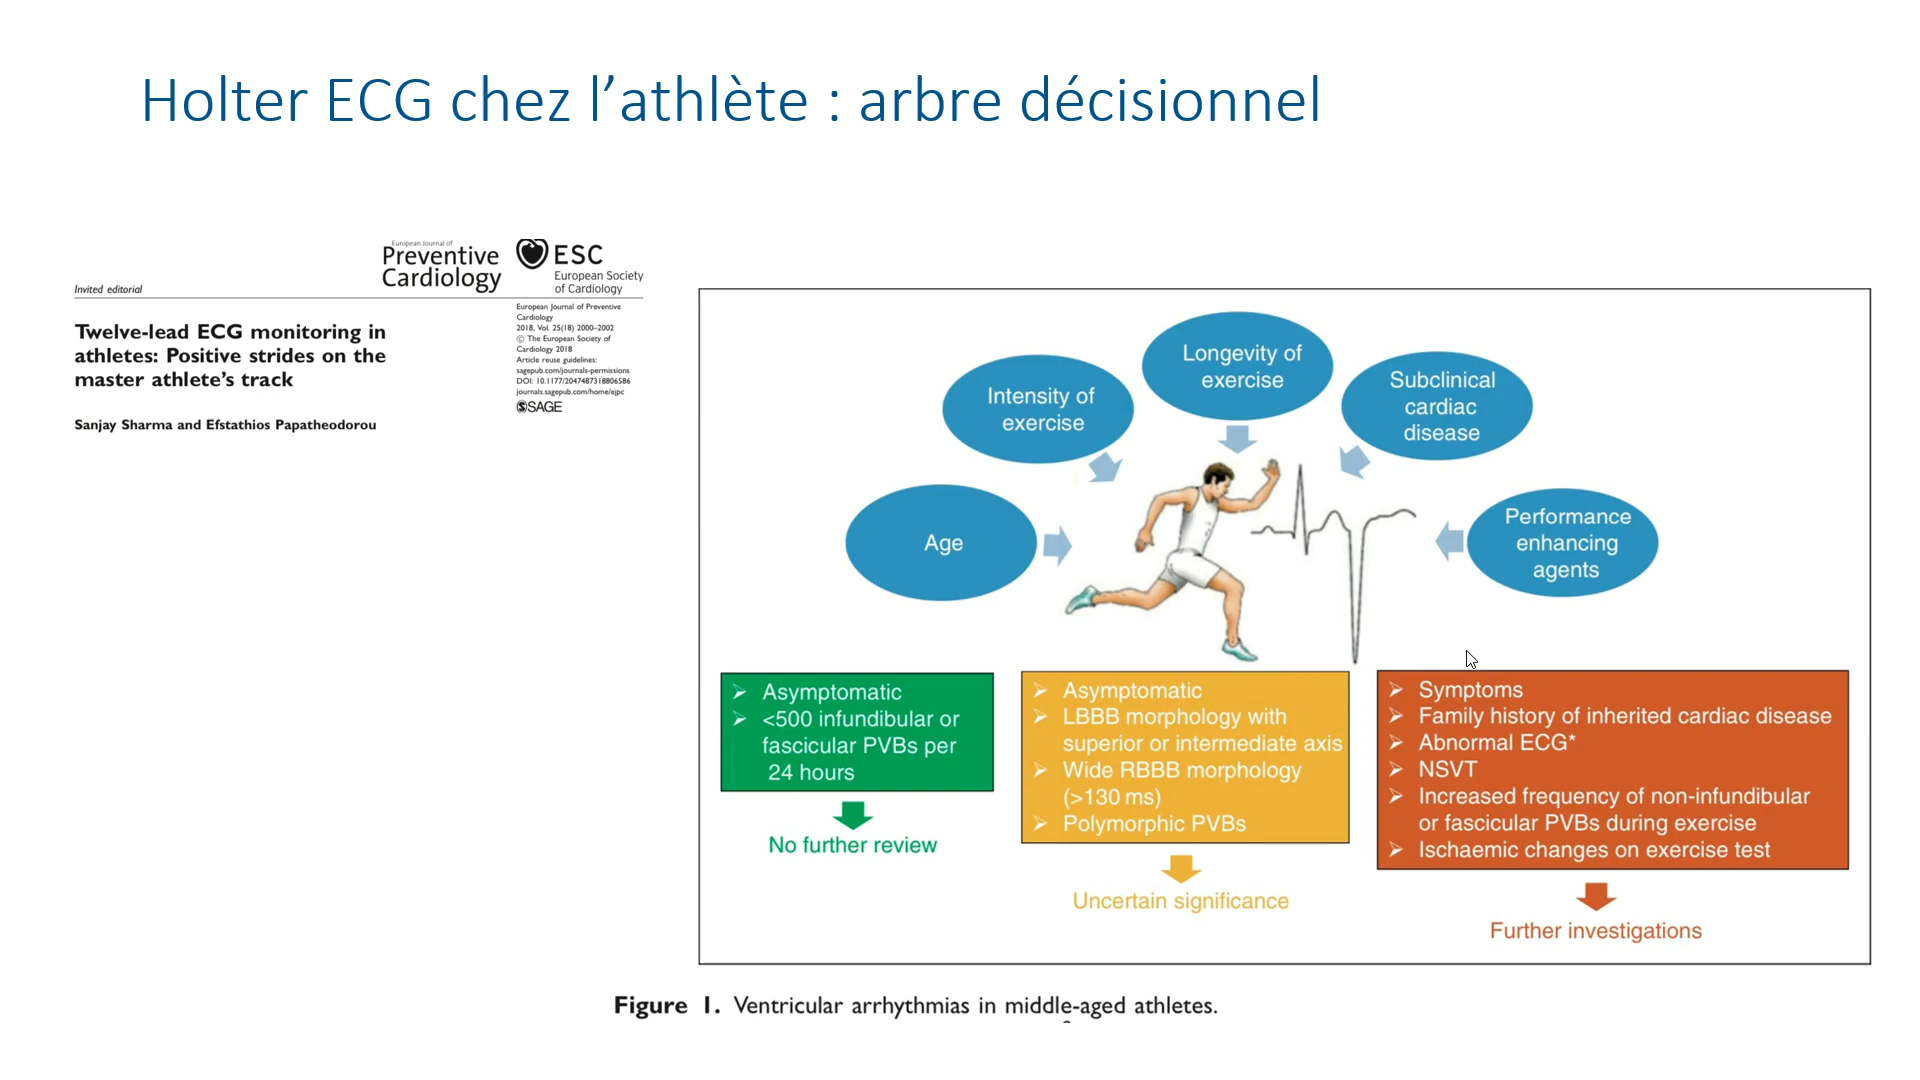 Holter ECG chez l’athlète : arbre décisionnel
European Journal of
Preventive
Cardiology
ESC
European Society
of Cardiology
Invited editorial
Twelve-lead ECG monitoring in
athletes: Positive strides on the
master athlete’s track
Sanjay Sharma and Efstathios Papatheodorou
European Journal of Preventive
Cardiology
2018, Vol. 25(18) 2000–2002
© The European Society of
Cardiology 2018
Article reuse guidelines:
sagepub.com/journals-permissions
DOI: 10.1177/2047487318806586
journals.sagepub.com/home/ejpc
SAGE
Age
Intensity of
exercise
Longevity of
exercise
Subclinical
cardiac
disease
Performance
enhancing
agents
➢ Asymptomatic
➢ <500 infundibular or
fascicular PVBs per
24 hours
No further review
➢ Asymptomatic
➢ LBBB morphology with
superior or intermediate axis
➢ Wide RBBB morphology
(>130 ms)
➢ Polymorphic PVBs
Uncertain significance
➢ Symptoms
➢ Family history of inherited cardiac disease
➢ Abnormal ECG*
➢ NSVT
➢ Increased frequency of non-infundibular
or fascicular PVBs during exercise
➢ Ischaemic changes on exercise test
Further investigations
Figure 1. Ventricular arrhythmias in middle-aged athletes.